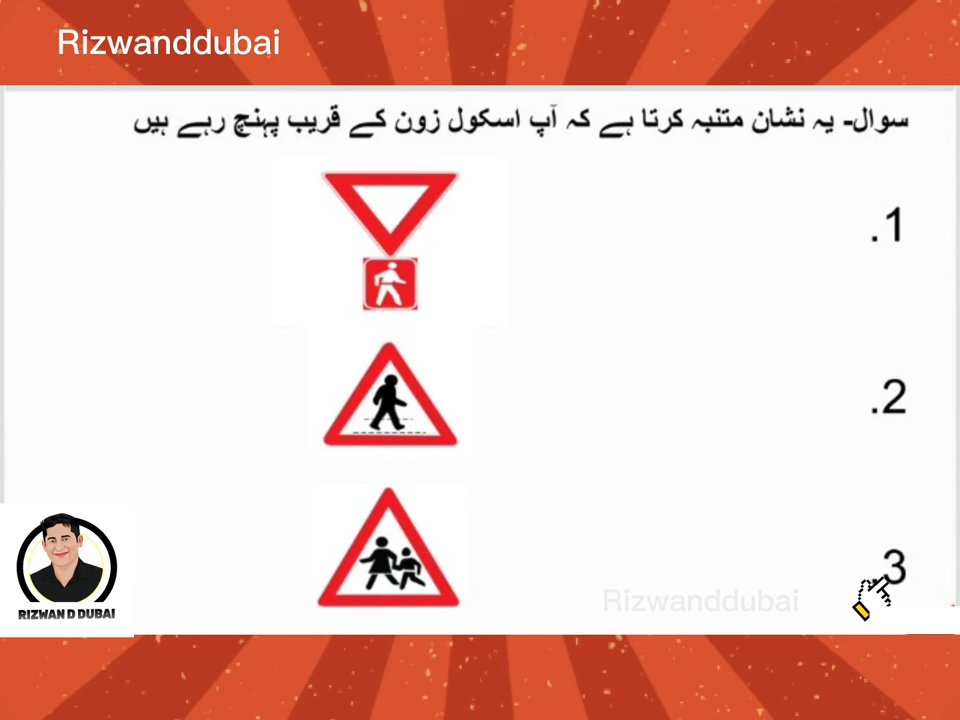 Rizwanddubai
سوال- یہ نشان متنبہ کرتا ہے کہ آپ اسکول زون کے قریب پہنچ رہے ہیں
.1
.2
.3
RIZWAN D DUBAI
Rizwanddubai